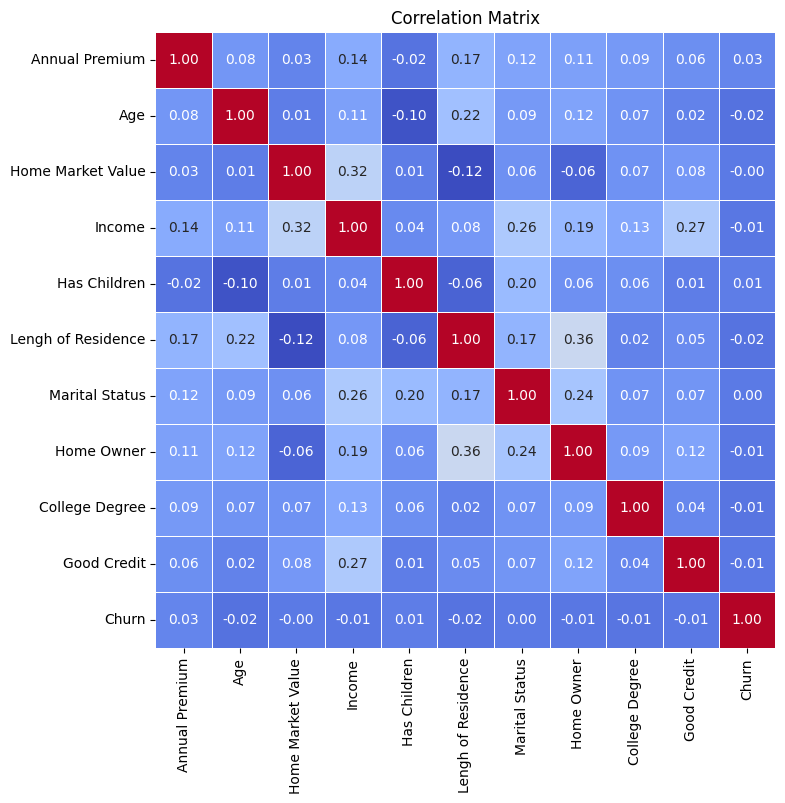 Correlation Matrix
Annual Premium 1.00 0.08 0.03 0.14 -0.02 0.17 0.12 0.11 0.09 0.06 0.03
Age 0.08 1.00 0.01 0.11 -0.10 0.22 0.09 0.12 0.07 0.02 -0.02
Home Market Value 0.03 0.01 1.00 0.32 0.01 -0.12 0.06 -0.06 0.07 0.08 -0.00
Income 0.14 0.11 0.32 1.00 0.04 0.08 0.26 0.19 0.13 0.27 -0.01
Has Children -0.02 -0.10 0.01 0.04 1.00 -0.06 0.20 0.06 0.06 0.01 0.01
Lengh of Residence 0.17 0.22 -0.12 0.08 -0.06 1.00 0.17 0.36 0.02 0.05 -0.02
Marital Status 0.12 0.09 0.06 0.26 0.20 0.17 1.00 0.24 0.07 0.07 0.00
Home Owner 0.11 0.12 -0.06 0.19 0.06 0.36 0.24 1.00 0.09 0.12 -0.01
College Degree 0.09 0.07 0.07 0.13 0.06 0.02 0.07 0.09 1.00 0.04 -0.01
Good Credit 0.06 0.02 0.08 0.27 0.01 0.05 0.07 0.12 0.04 1.00 -0.01
Churn 0.03 -0.02 -0.00 -0.01 0.01 -0.02 0.00 -0.01 -0.01 -0.01 1.00
Annual Premium
Age
Home Market Value
Income
Has Children
Lengh of Residence
Marital Status
Home Owner
College Degree
Good Credit
Churn